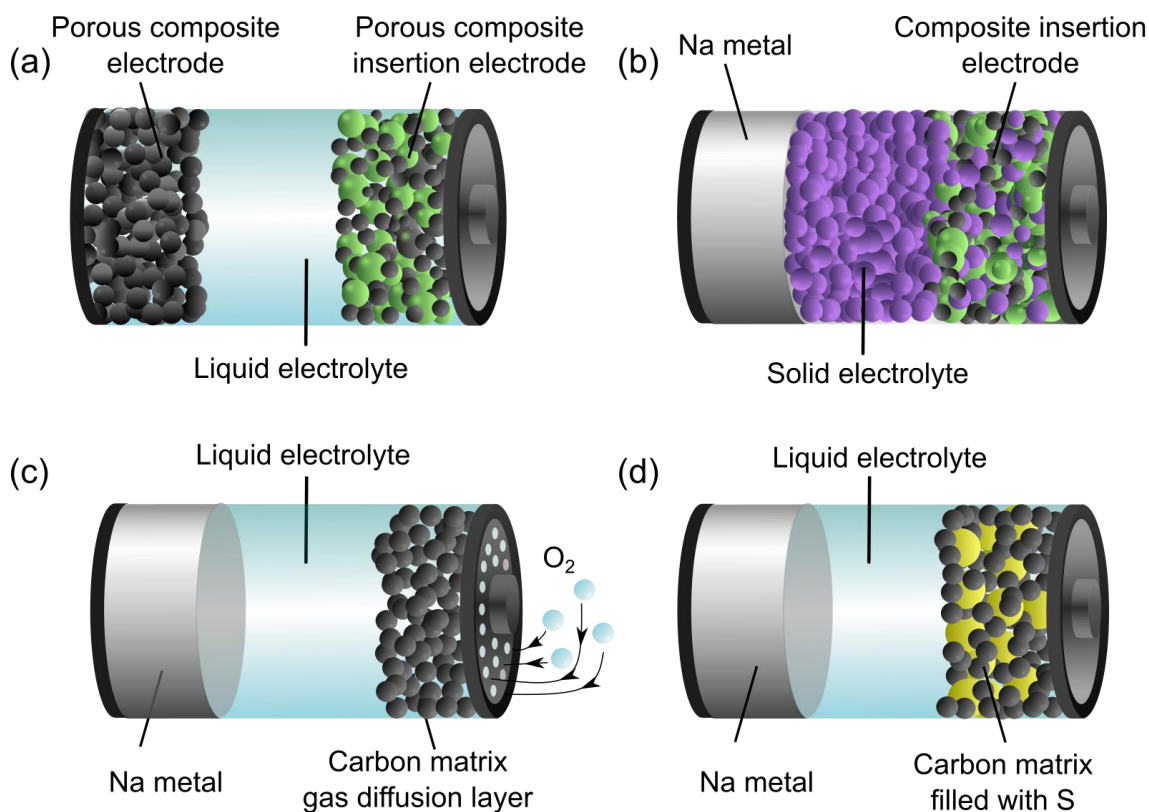 (a)
Porous composite
electrode
Porous composite
insertion electrode
Liquid electrolyte
(b)
Na metal
Composite insertion
electrode
Solid electrolyte
(c)
Liquid electrolyte
O₂
Na metal
Carbon matrix
gas diffusion layer
(d)
Liquid electrolyte
Na metal
Carbon matrix
filled with S